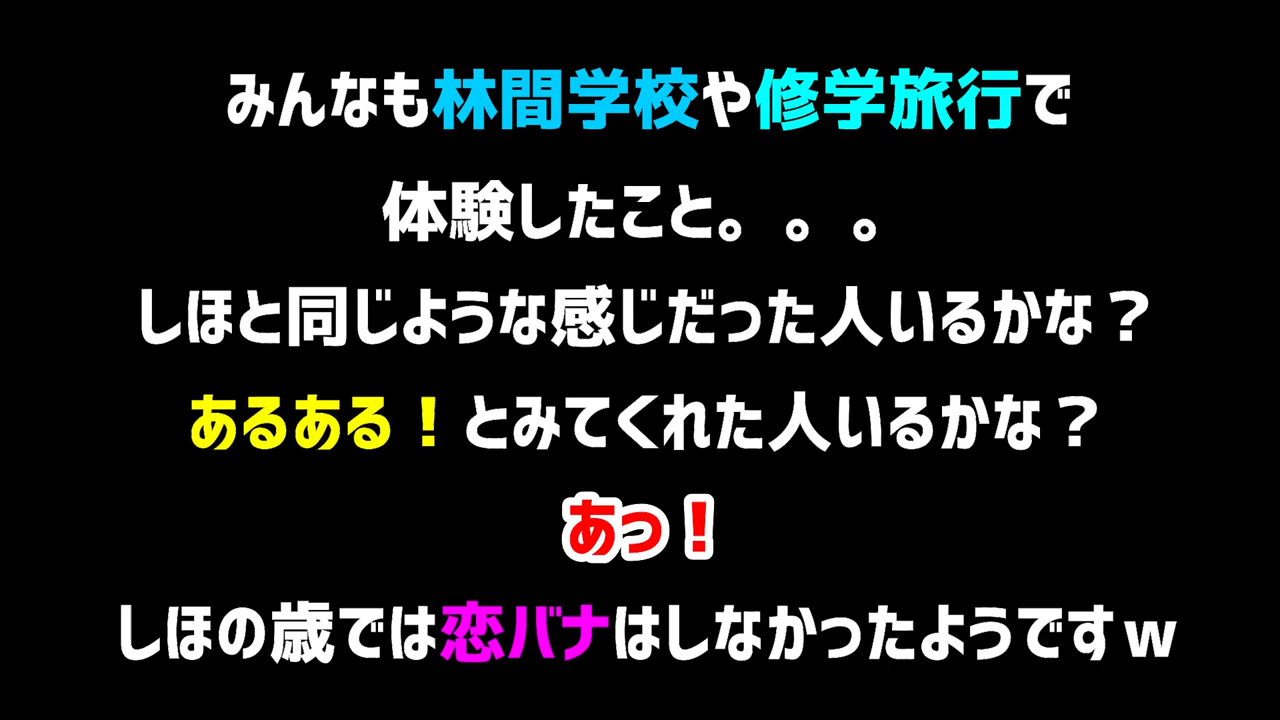 みんなも林間学校や修学旅行で
体験したこと。。。
しほと同じような感じだった人いるかな？
あるある！とみてくれた人いるかな？
あっ！
しほの歳では恋バナはしなかったようですｗ